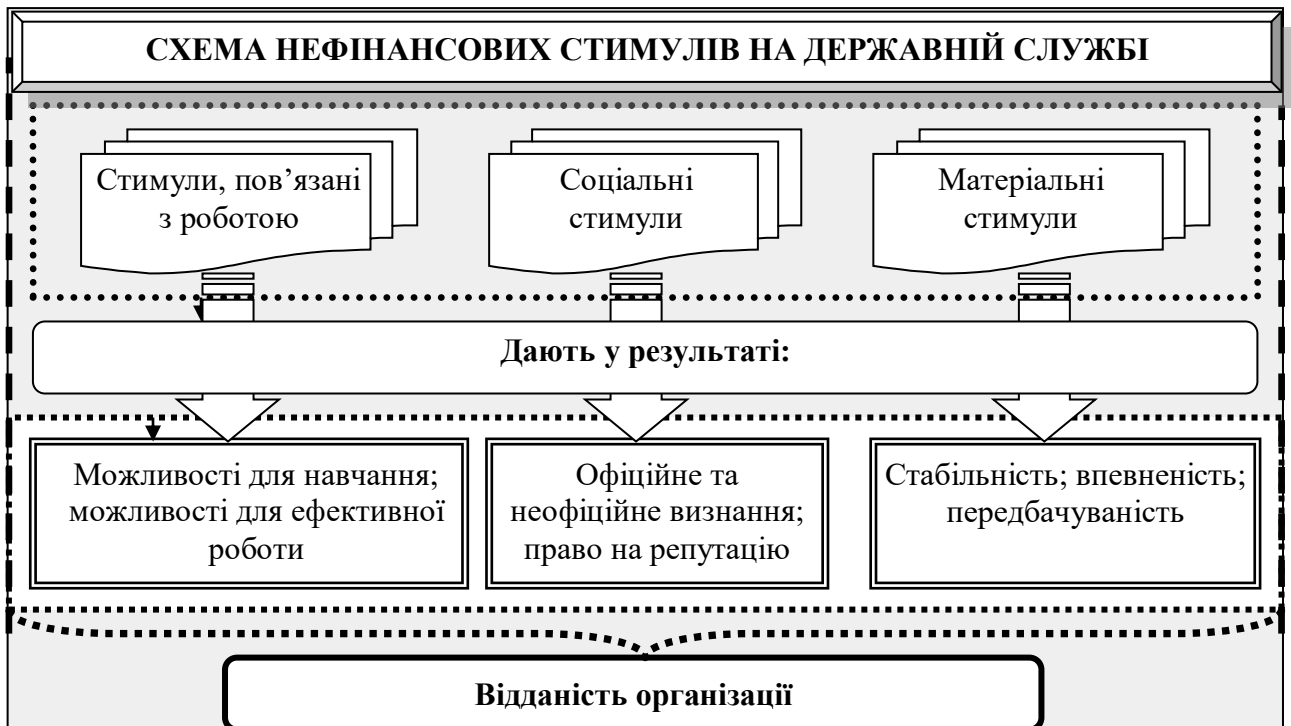 СХЕМА НЕФІНАНСОВИХ СТИМУЛІВ НА ДЕРЖАВНІЙ СЛУЖБІ
Стимули, пов’язані
з роботою
Соціальні
стимули
Матеріальні
стимули
Дають у результаті:
Можливості для навчання;
можливості для ефективної
роботи
Офіційне та
неофіційне визнання;
право на репутацію
Стабільність; впевненість;
передбачуваність
Відданість організації